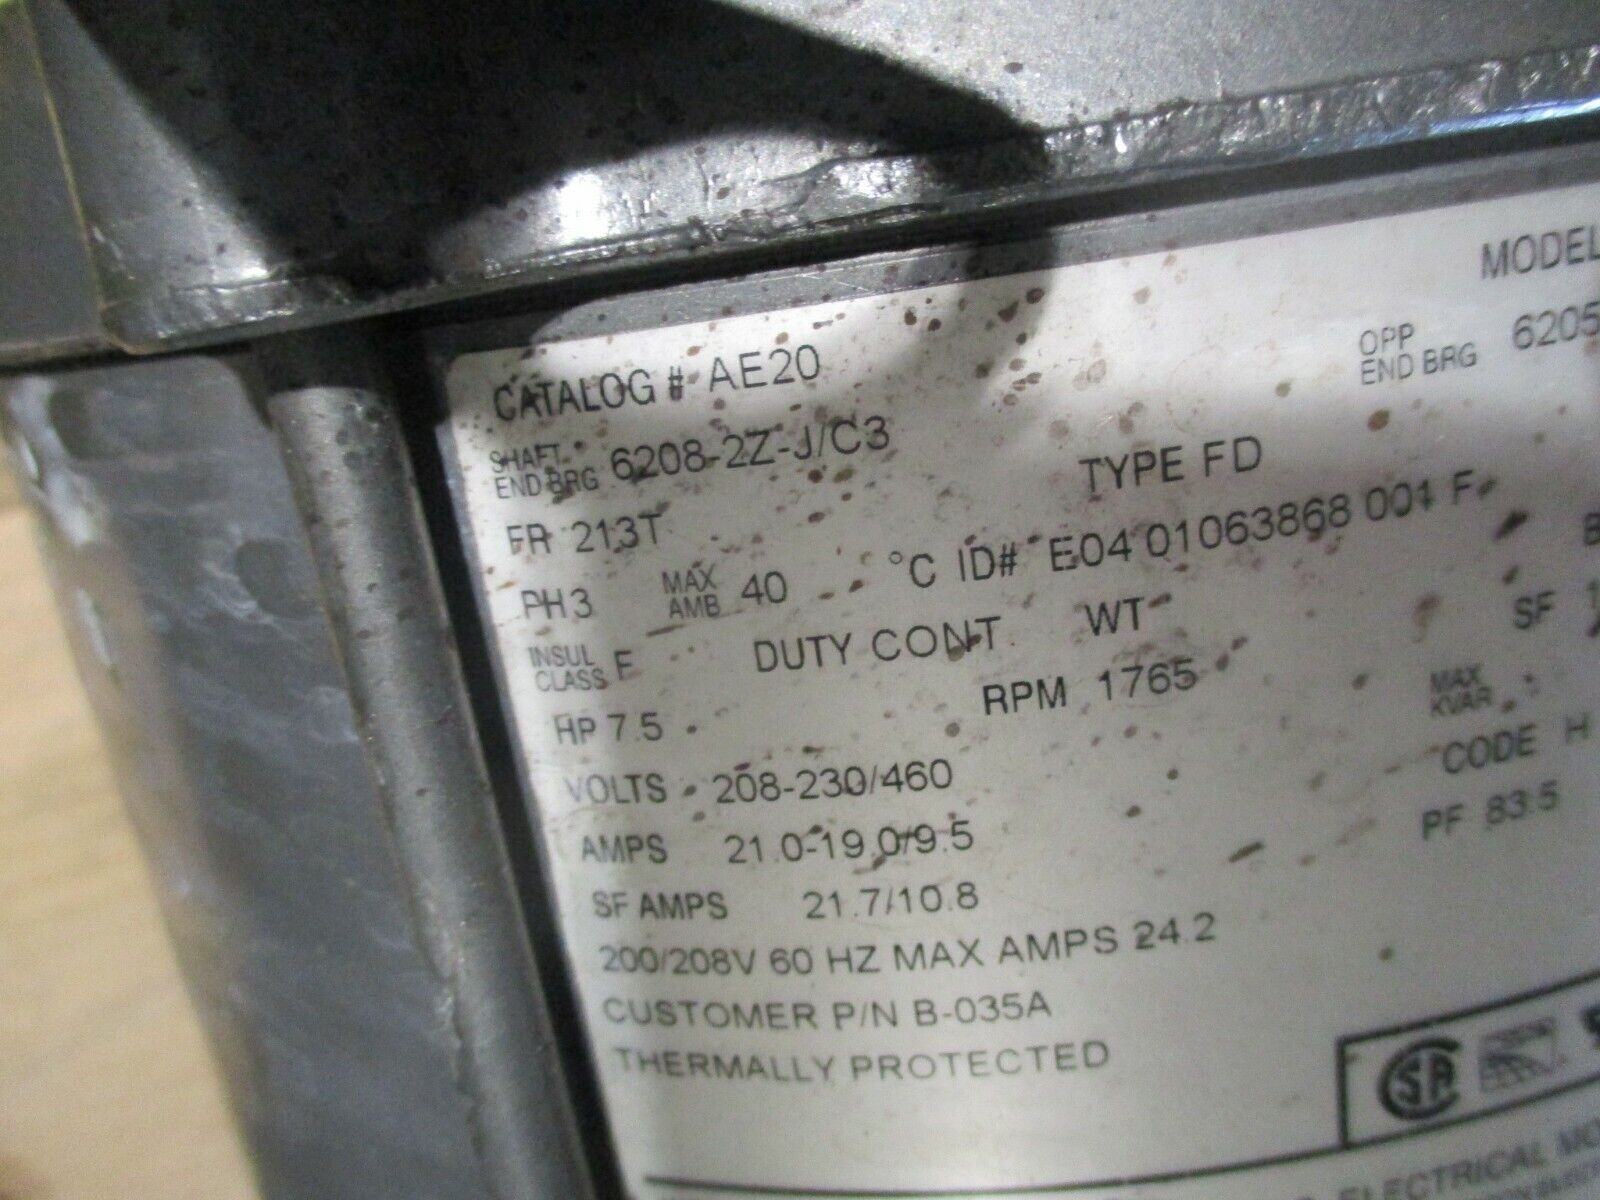 CATALOG # AE20
MODEL
SHAFT END BRG 6208-2Z-J/C3
OPP END BRG 6205
FR 213T
TYPE FD
PH 3 MAX AMB 40 °C ID# E04 01063868 001 F
INSUL CLASS F DUTY CONT WT
SF
HP 7.5 RPM 1765
MAX KVAR
VOLTS 208-230/460
CODE H
AMPS 21.0-19.0/9.5
PF 83.5
SF AMPS 21.7/10.8
200/208V 60 HZ MAX AMPS 24.2
CUSTOMER P/N B-035A
THERMALLY PROTECTED
ELECTRICAL